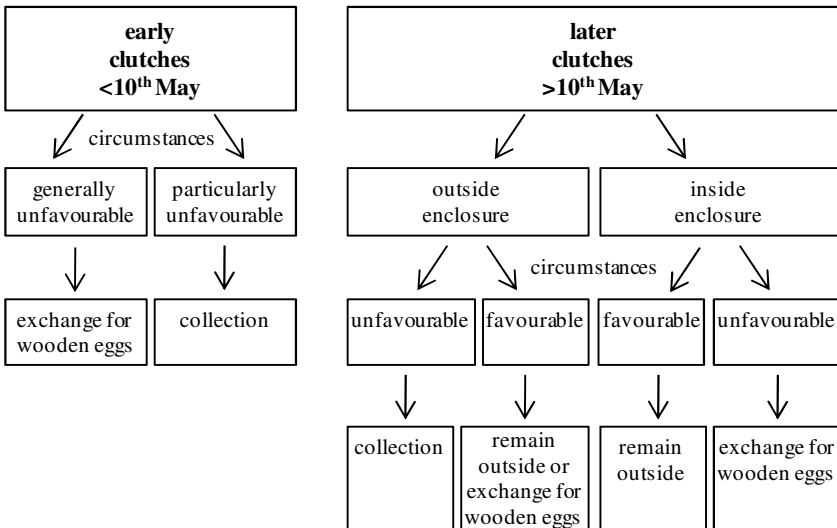 early
clutches
<10th May
circumstances
generally
unfavourable
particularly
unfavourable
exchange for
wooden eggs
collection
later
clutches
>10th May
outside
enclosure
inside
enclosure
circumstances
unfavourable
favourable
favourable
unfavourable
collection
remain
outside or
exchange for
wooden eggs
remain
outside
exchange for
wooden eggs